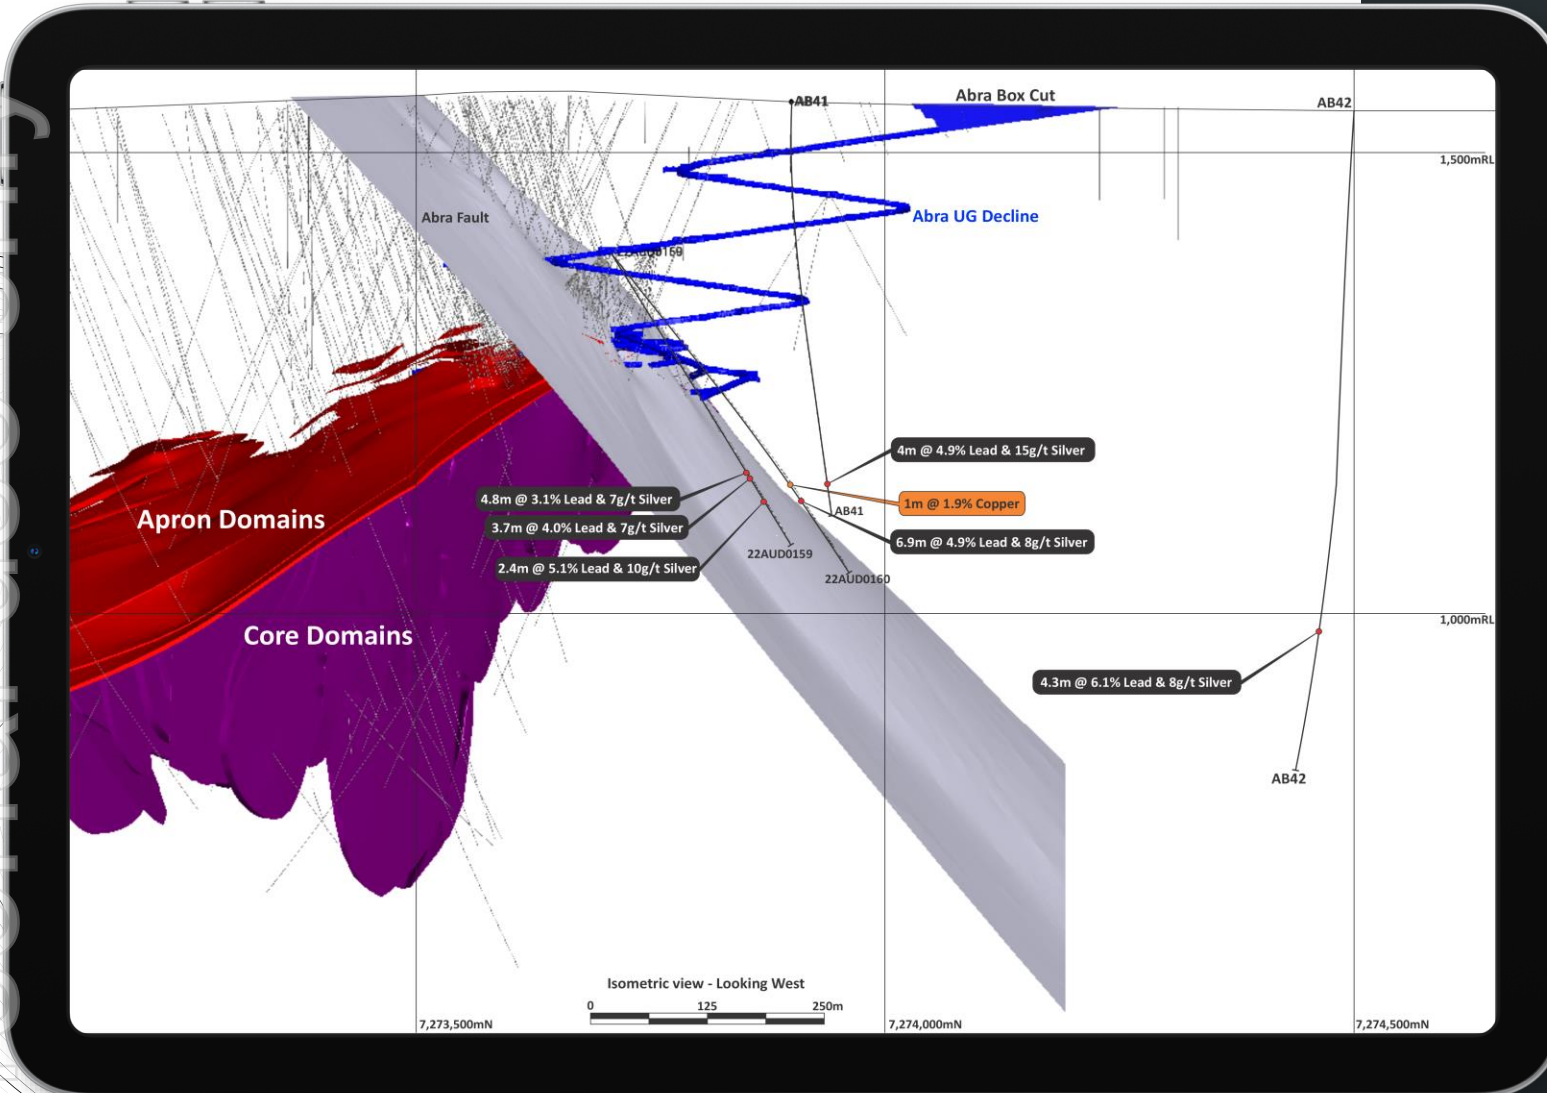 AB41
Abra Box Cut
AB42
1,500mRL
Abra Fault
Abra UG Decline
4m @ 4.9% Lead & 15g/t Silver
4.8m @ 3.1% Lead & 7g/t Silver
1m @ 1.9% Copper
AB41
3.7m @ 4.0% Lead & 7g/t Silver
6.9m @ 4.9% Lead & 8g/t Silver
Apron Domains
22AUD0159
2.4m @ 5.1% Lead & 10g/t Silver
22AUD0160
1,000mRL
Core Domains
4.3m @ 6.1% Lead & 8g/t Silver
AB42
Isometric view - Looking West
0 125 250m
7,273,500mN
7,274,000mN
7,274,500mN